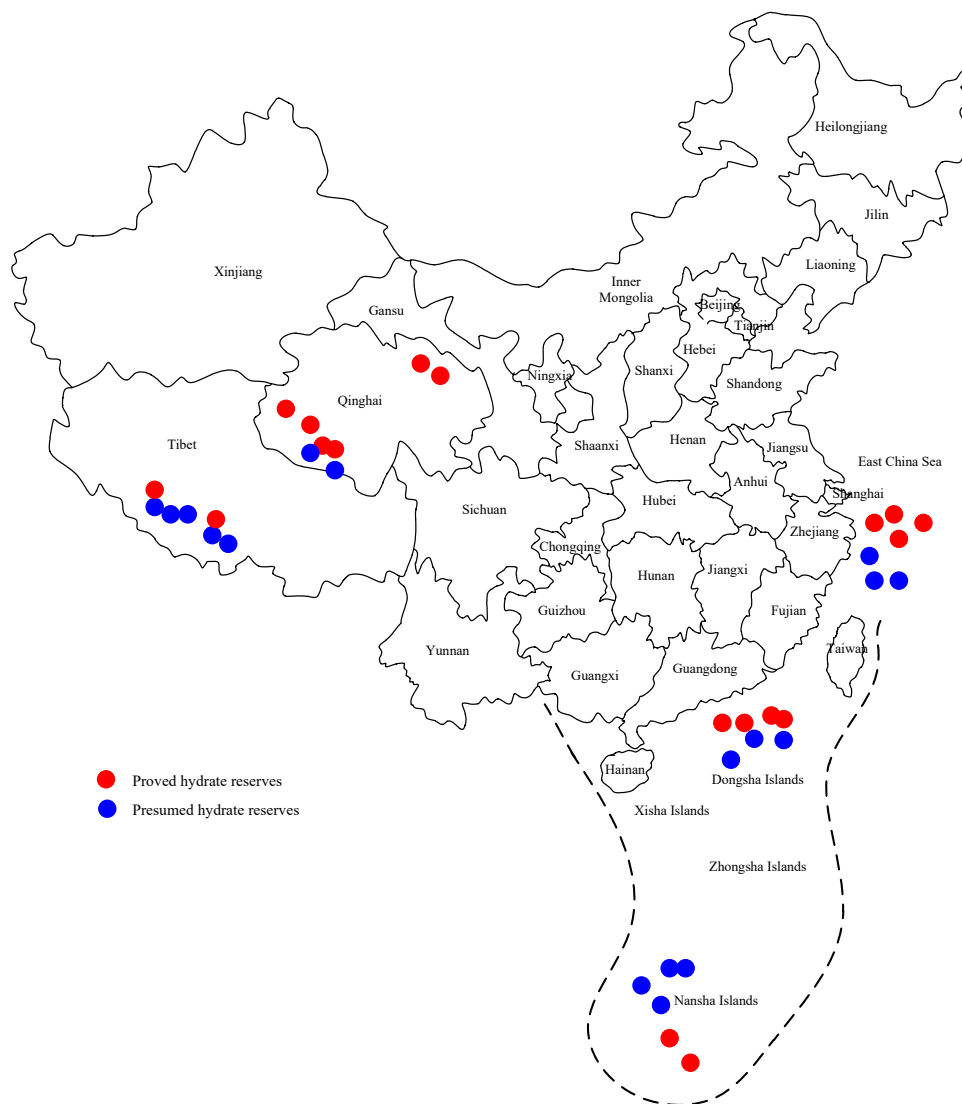 Heilongjiang
Jilin
Liaoning
Xinjiang
Inner
Mongolia
Beijing
Gansu
Tianjin
Hebei
Shanxi
Ningxia
Shandong
Qinghai
Tibet
Shaanxi
Henan
Jiangsu
East China Sea
Anhui
Shanghai
Hubei
Sichuan
Zhejiang
Chongqing
Hunan
Jiangxi
Guizhou
Fujian
Yunnan
Taiwan
Guangxi
Guangdong
Hainan
Dongsha Islands
Proved hydrate reserves
Presumed hydrate reserves
Xisha Islands
Zhongsha Islands
Nansha Islands